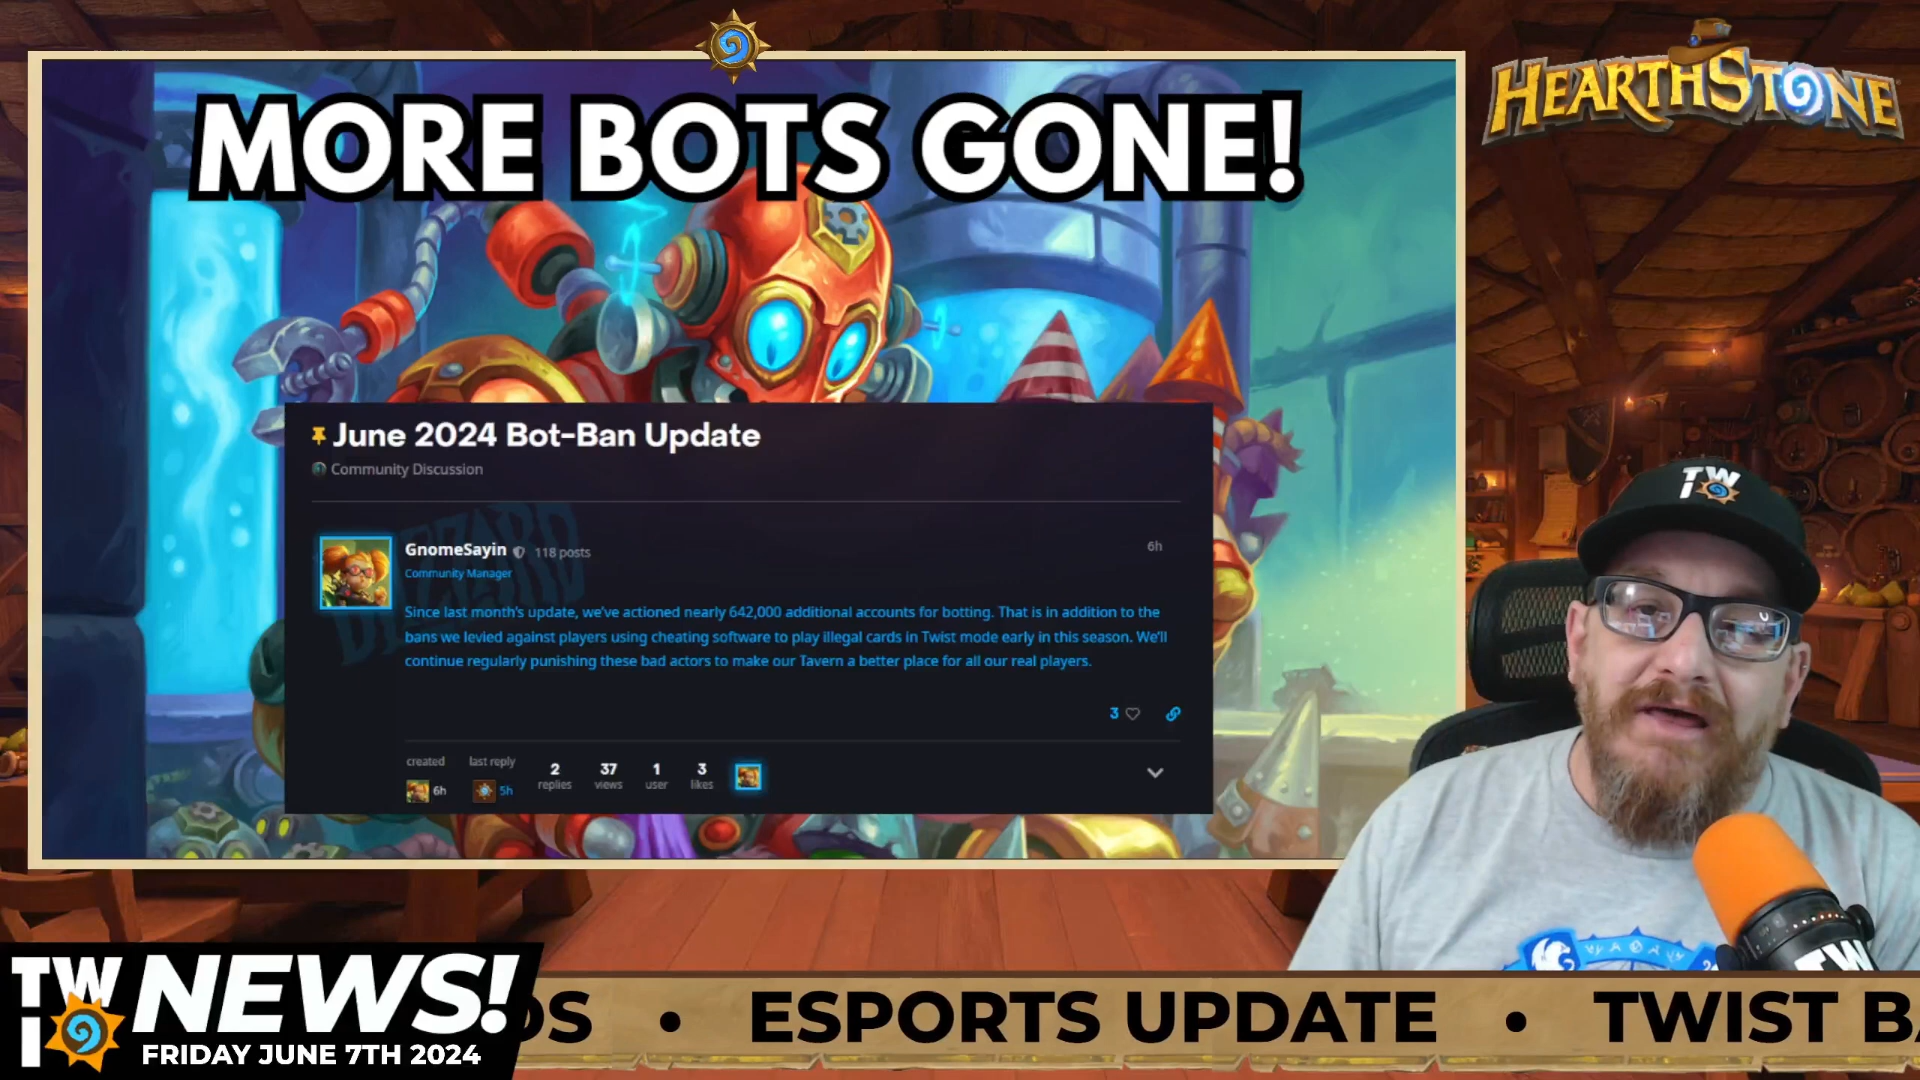 MORE BOTS GONE!
HEARTHSTONE
June 2024 Bot-Ban Update
Community Discussion
GnomeSayin 118 posts
6h
Community Manager
Since last month's update, we've actioned nearly 642,000 additional accounts for botting. That is in addition to the
bans we levied against players using cheating software to play illegal cards in Twist mode early in this season. We'll
continue regularly punishing these bad actors to make our Tavern a better place for all our real players.
3
created last reply 2 37 1 3
6h 5h replies views user likes
TW
TW
TW
NEWS!
FRIDAY JUNE 7TH 2024
OS • ESPORTS UPDATE • TWIST BA